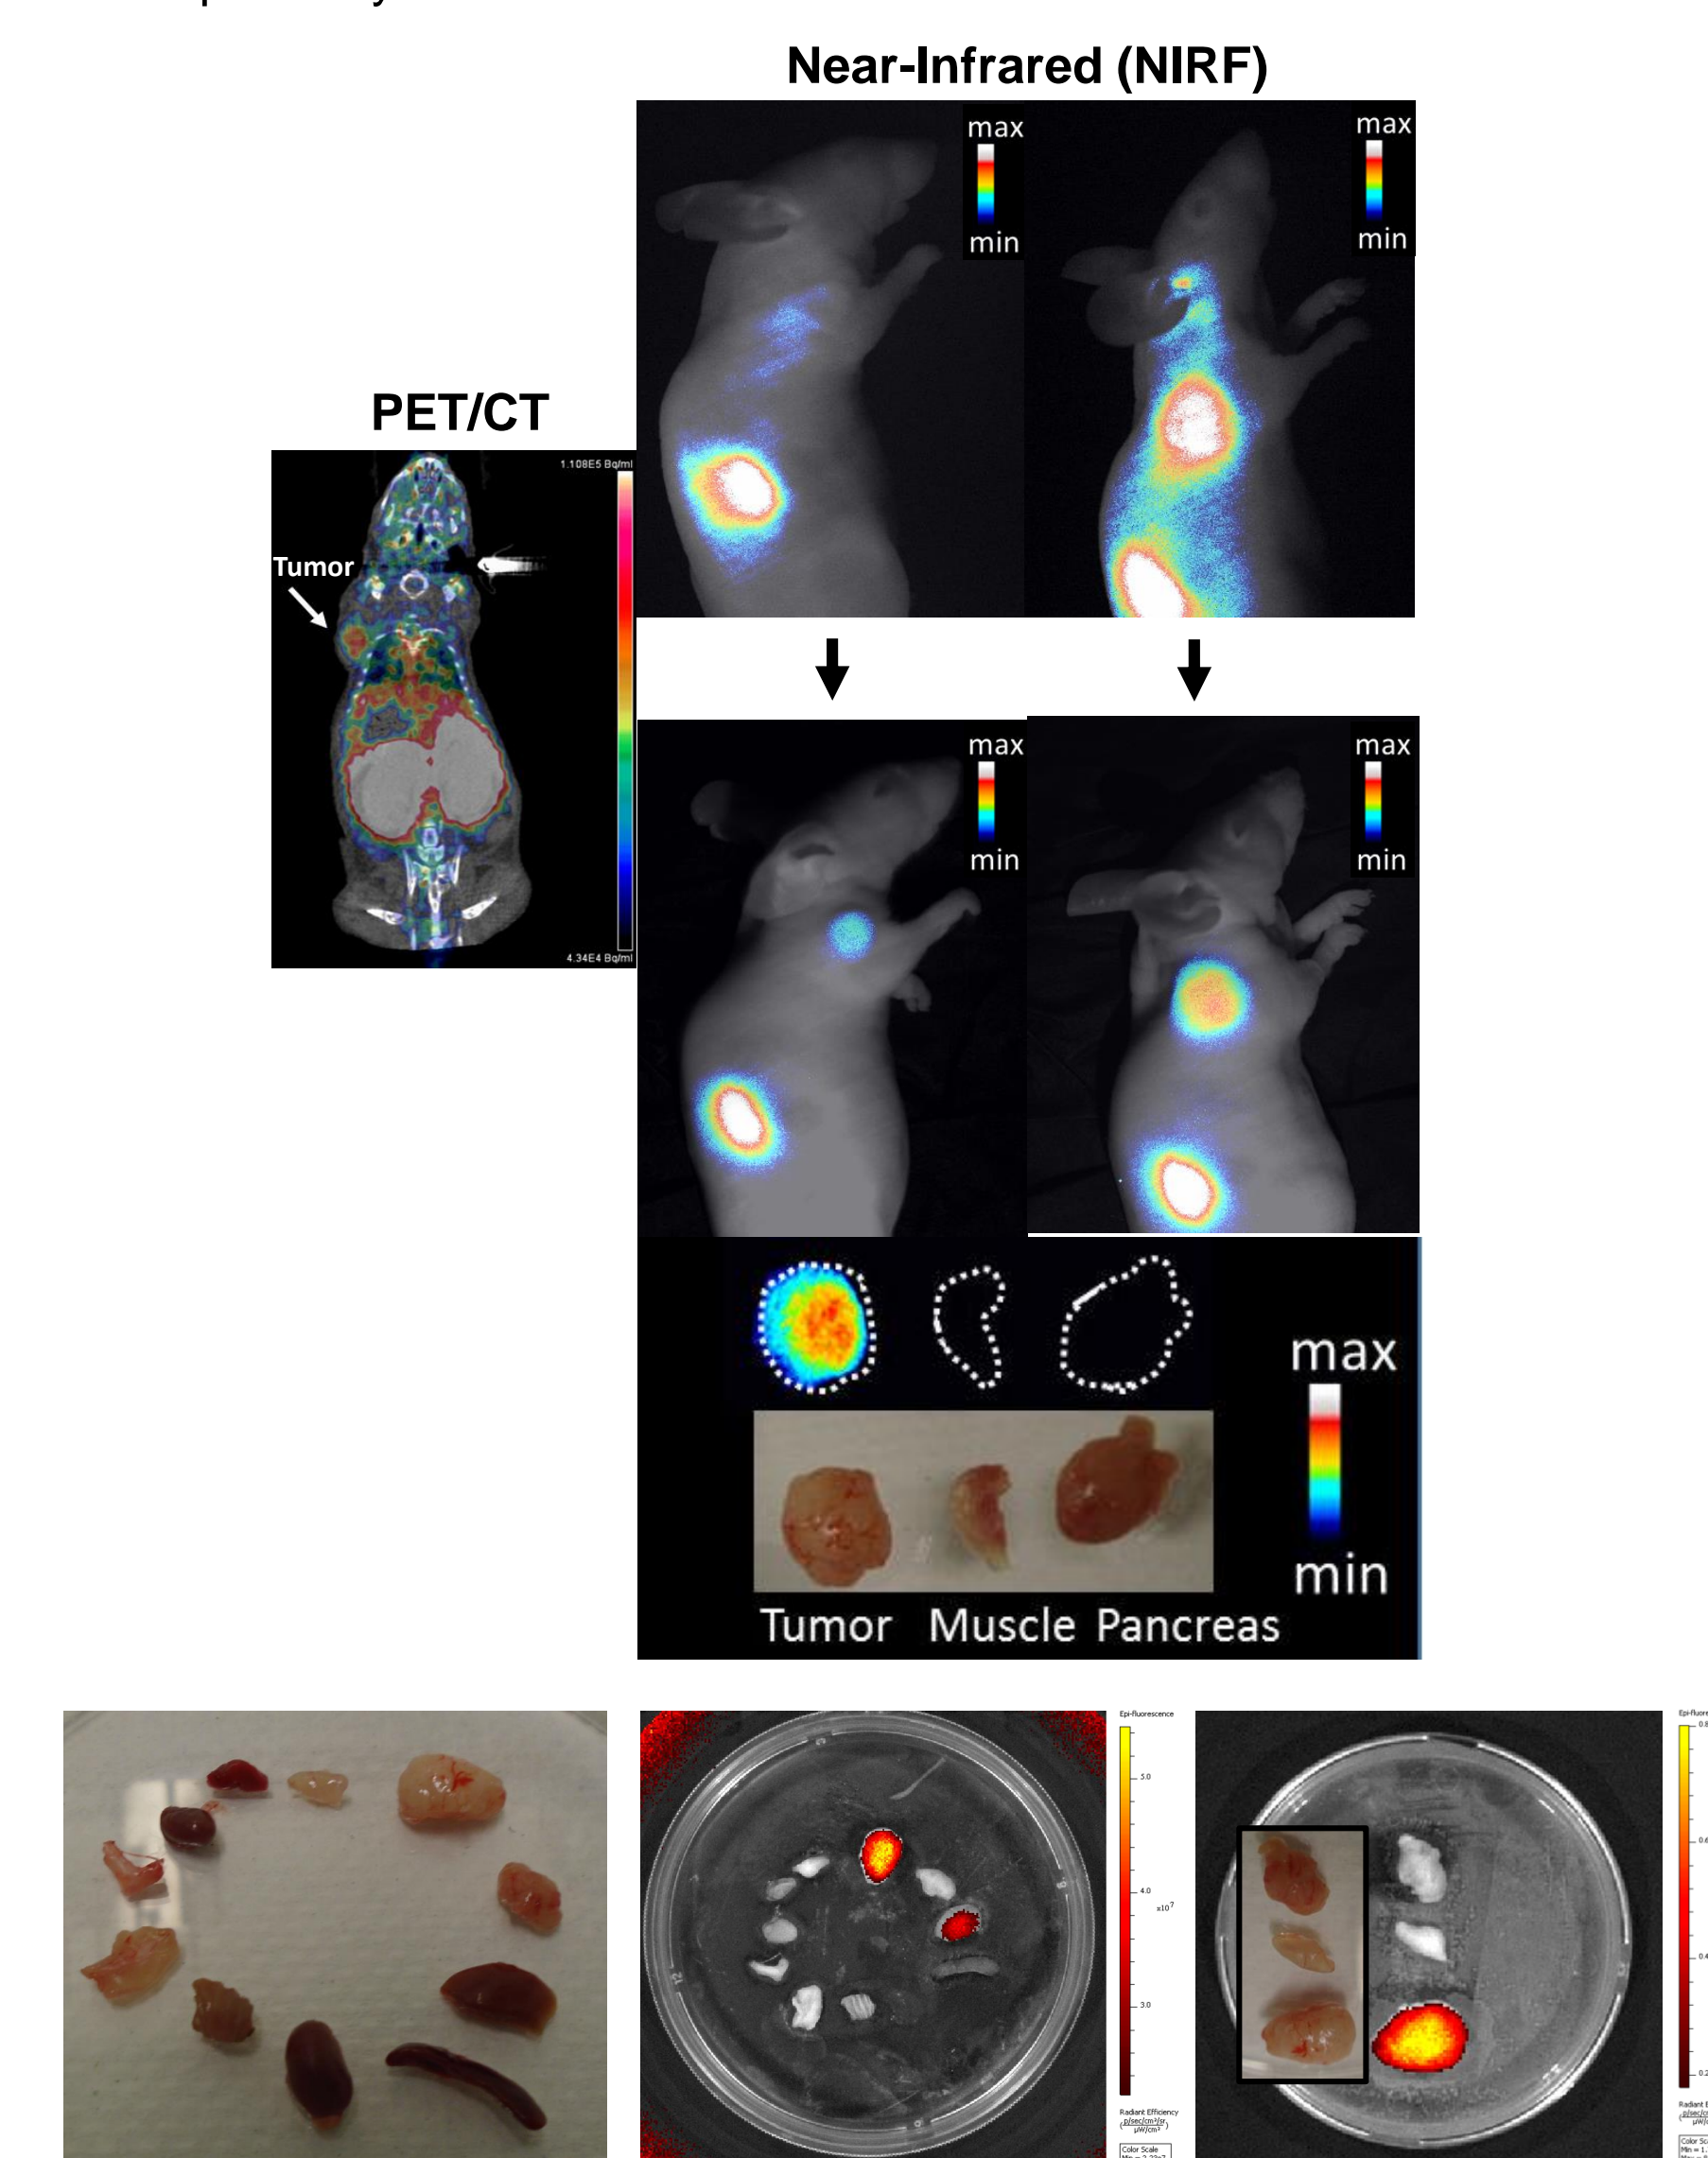 Near-Infrared (NIRF)
max
min
max
min
PET/CT
1.108E5 Bq/ml
Tumor
4.34E4 Bq/ml
max
min
max
min
max
min
Tumor Muscle Pancreas
Epi-fluorescence
5.0
4.0
x10⁷
3.0
Radiant Efficiency
Color Scale